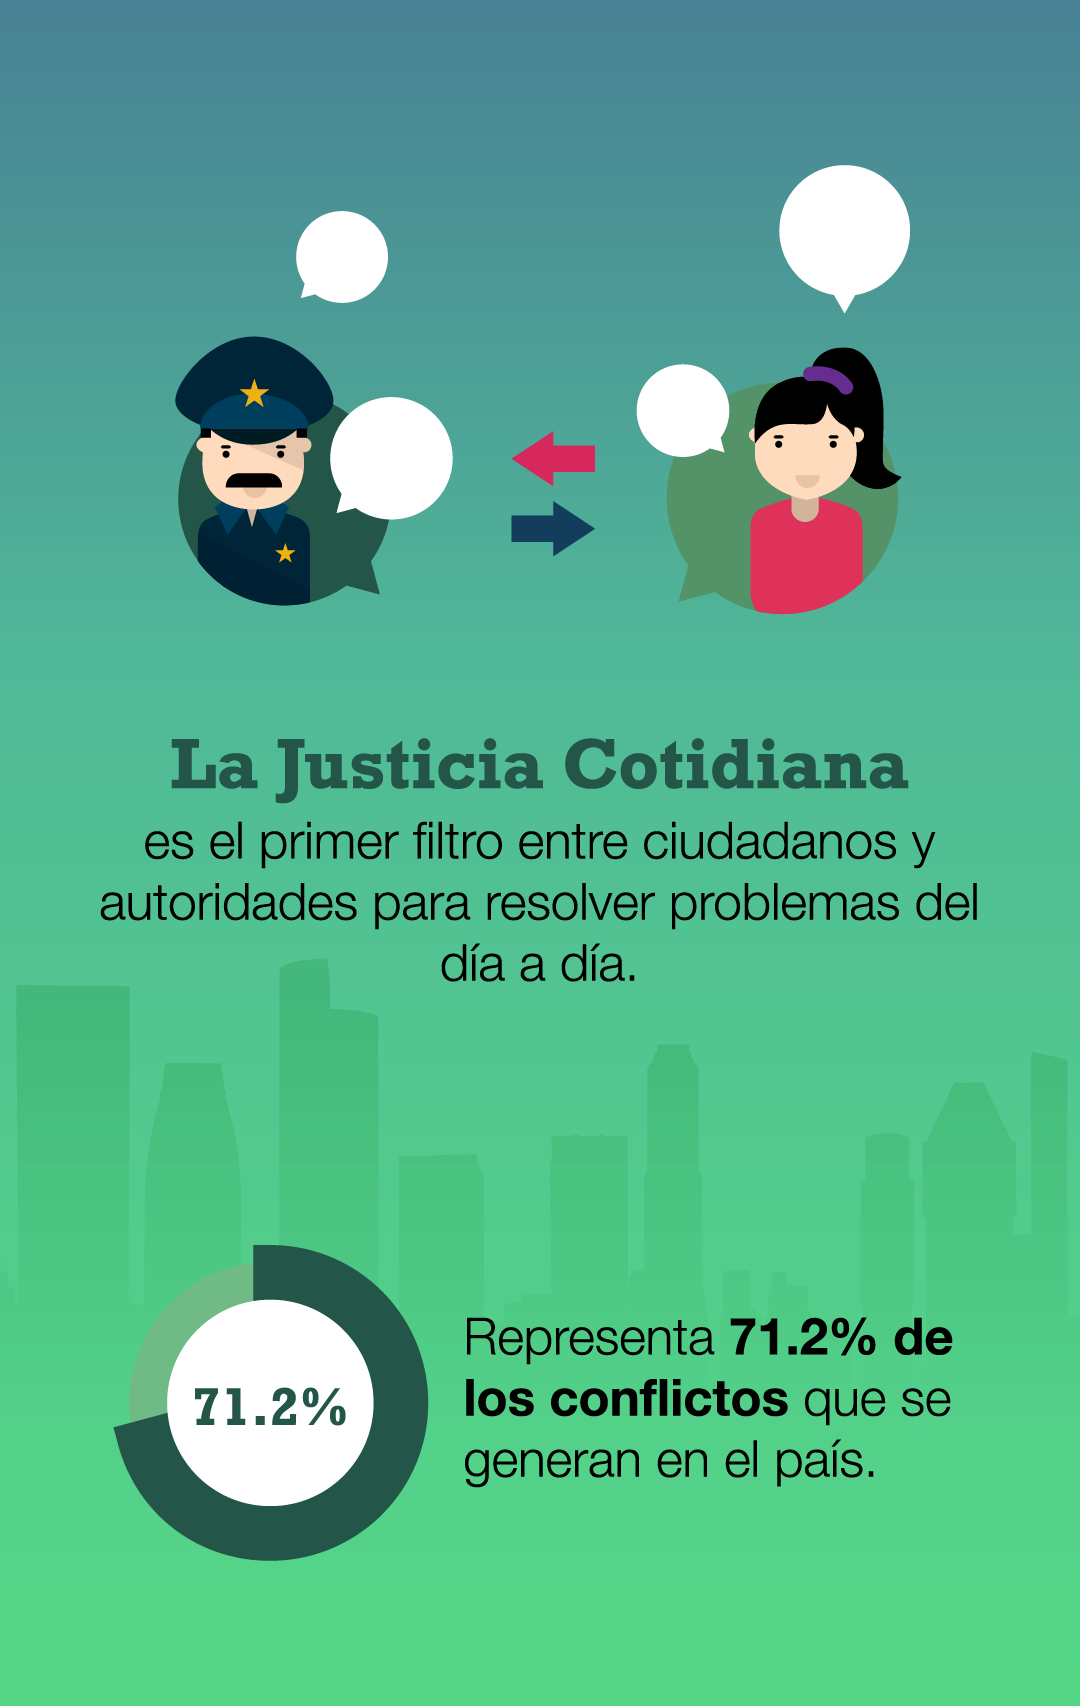 La Justicia Cotidiana
es el primer filtro entre ciudadanos y
autoridades para resolver problemas del
día a día.
71.2%
Representa 71.2% de
los conflictos que se
generan en el país.